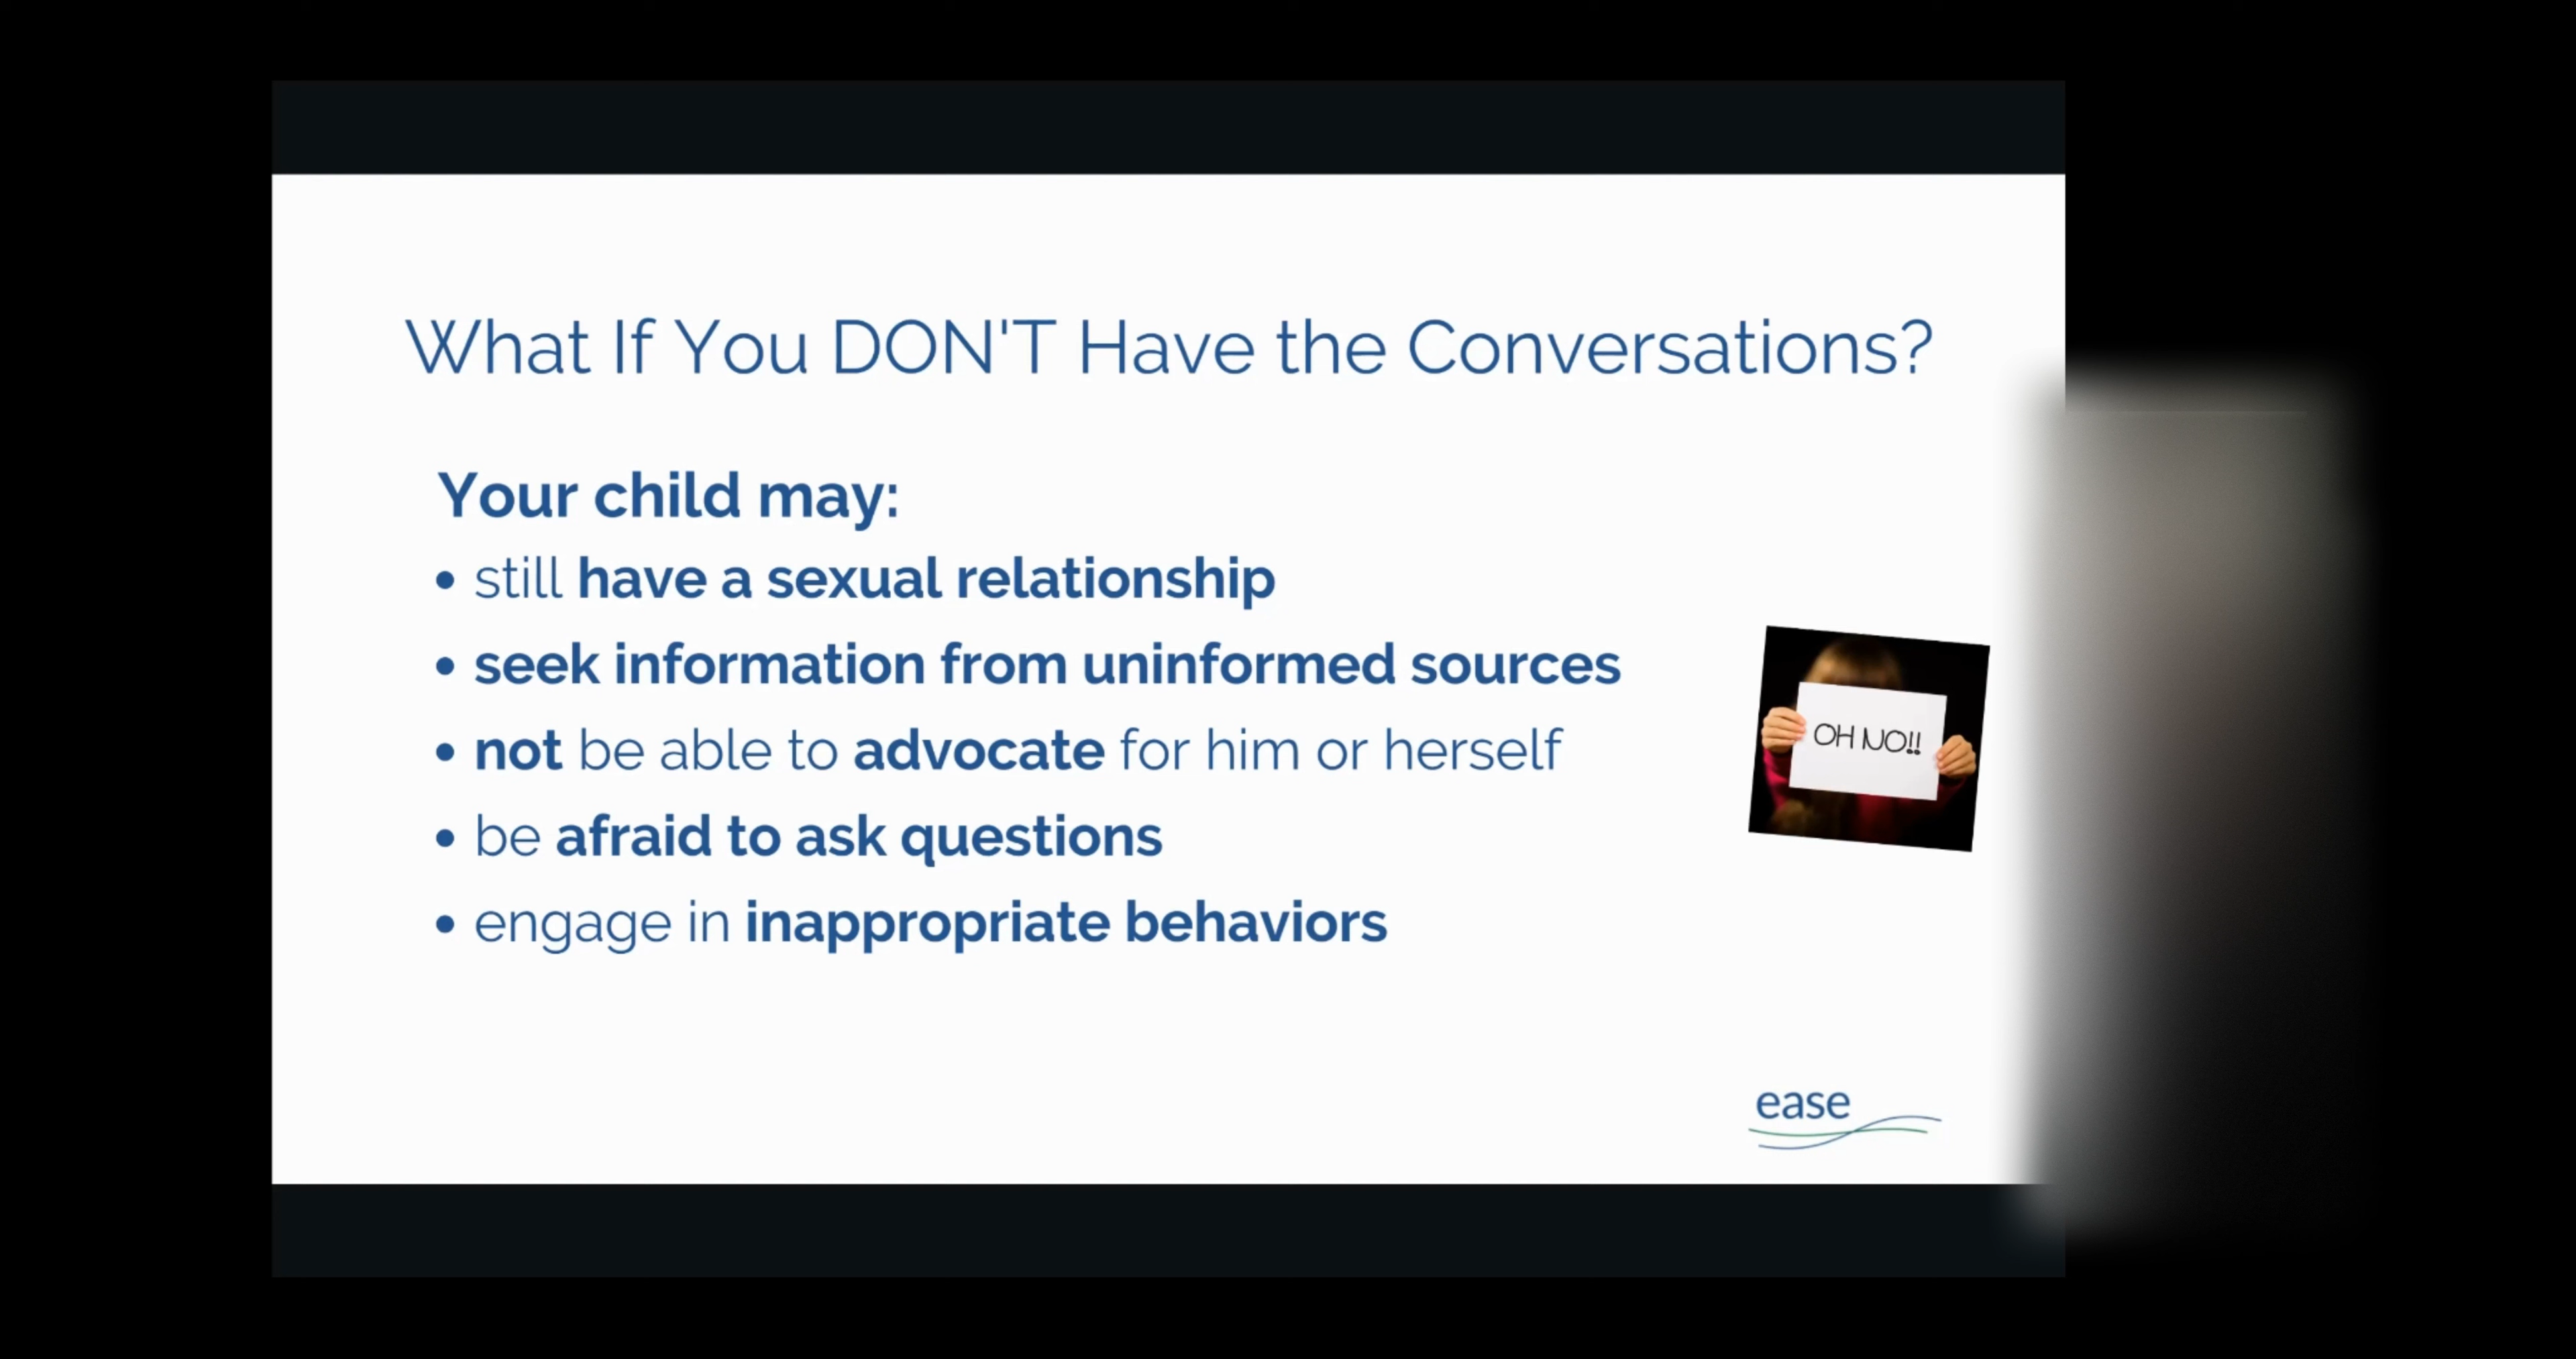 What If You DON'T Have the Conversations?
Your child may:
• still have a sexual relationship
• seek information from uninformed sources
• not be able to advocate for him or herself
• be afraid to ask questions
• engage in inappropriate behaviors
OH NO!!
ease